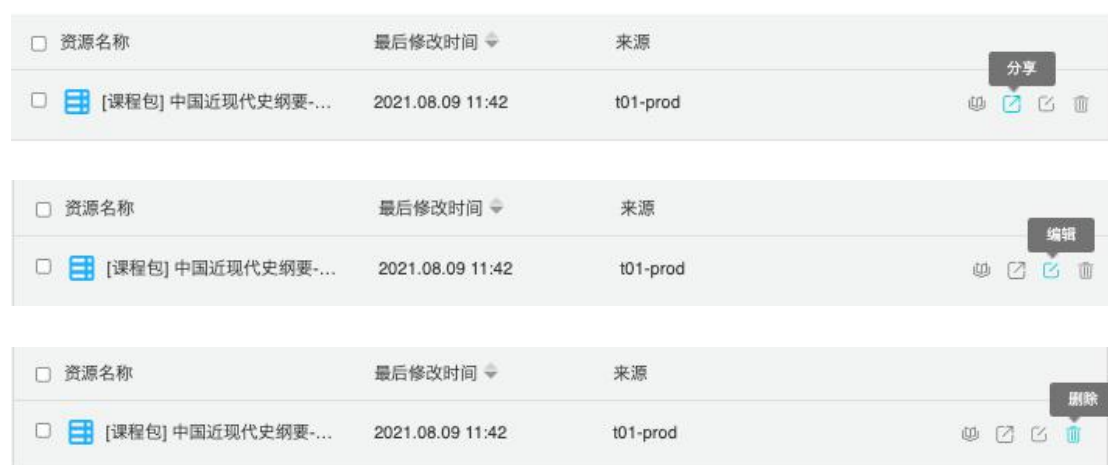 资源名称 最后修改时间 来源
分享
[课程包] 中国近现代史纲要-... 2021.08.09 11:42 t01-prod
资源名称 最后修改时间 来源
编辑
[课程包] 中国近现代史纲要-... 2021.08.09 11:42 t01-prod
资源名称 最后修改时间 来源
删除
[课程包] 中国近现代史纲要-... 2021.08.09 11:42 t01-prod